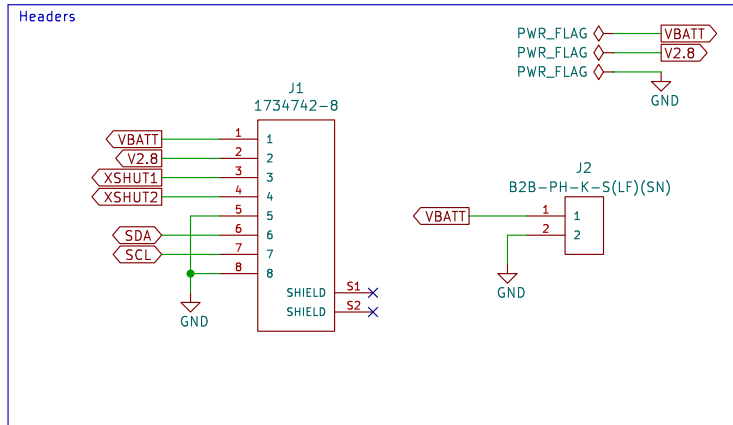 Headers
PWR_FLAG VBATT
PWR_FLAG V2.8
PWR_FLAG
GND
J1
1734742-8
VBATT 1 1
V2.8 2 2
XSHUT1 3 3
XSHUT2 4 4
5 5
SDA 6 6
SCL 7 7
8 8
SHIELD S1
SHIELD S2
GND
J2
B2B-PH-K-S(LF)(SN)
VBATT 1 1
2 2
GND